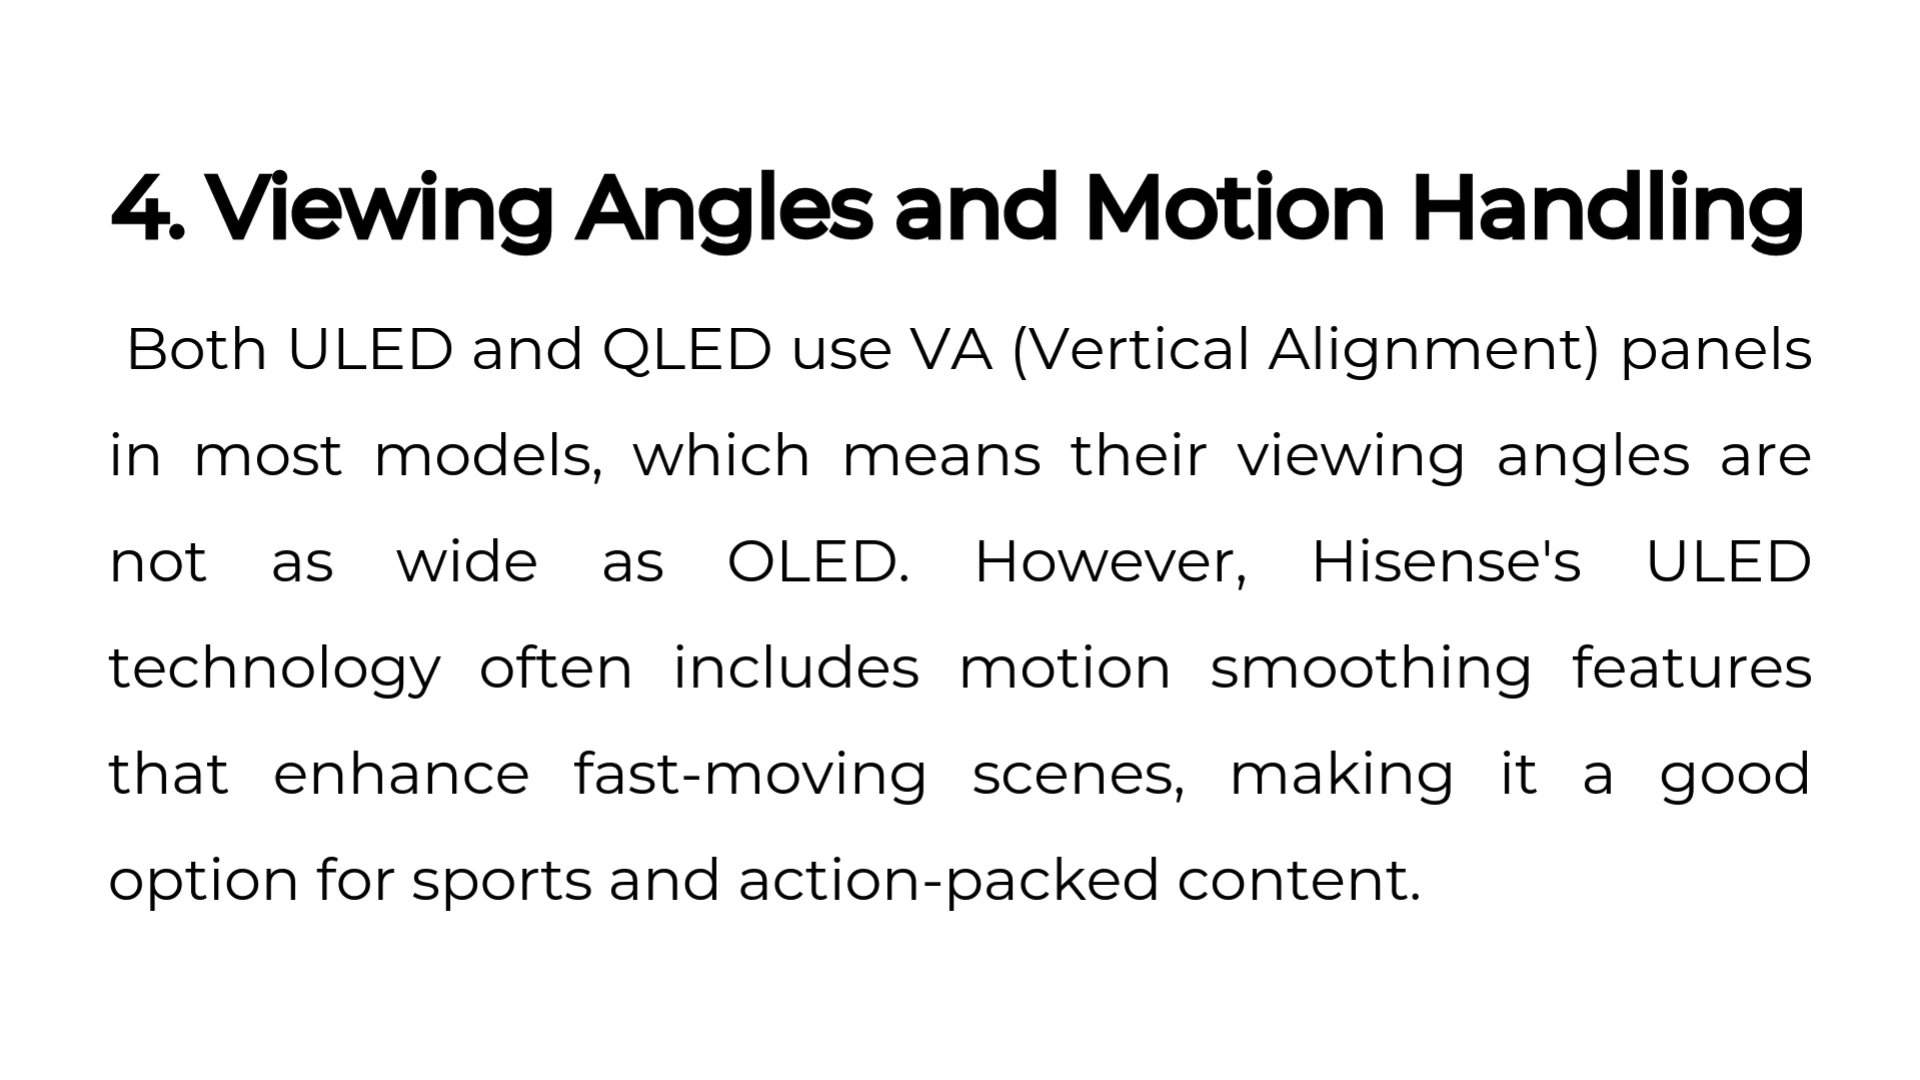 4. Viewing Angles and Motion Handling
Both ULED and QLED use VA (Vertical Alignment) panels
in most models, which means their viewing angles are
not as wide as OLED. However, Hisense's ULED
technology often includes motion smoothing features
that enhance fast-moving scenes, making it a good
option for sports and action-packed content.